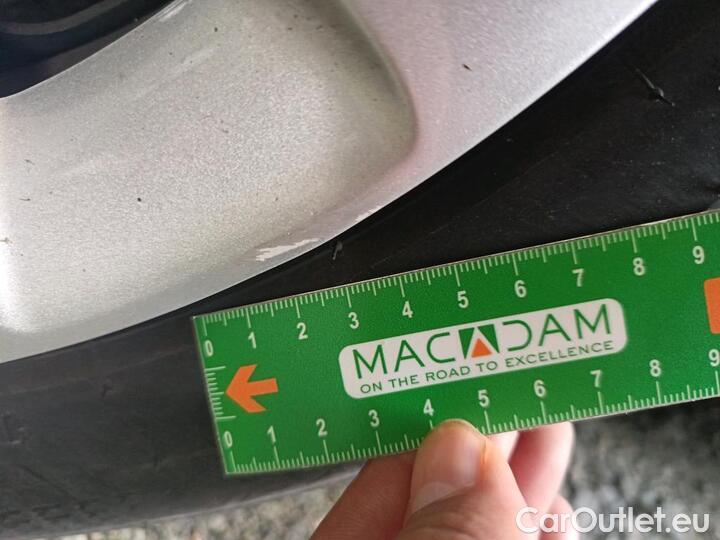 0 1 2 3 4 5 6 7 8 9
MACADAM
ON THE ROAD TO EXCELLENCE
0 1 2 3 4 5 6 7 8 9
CarOutlet.eu